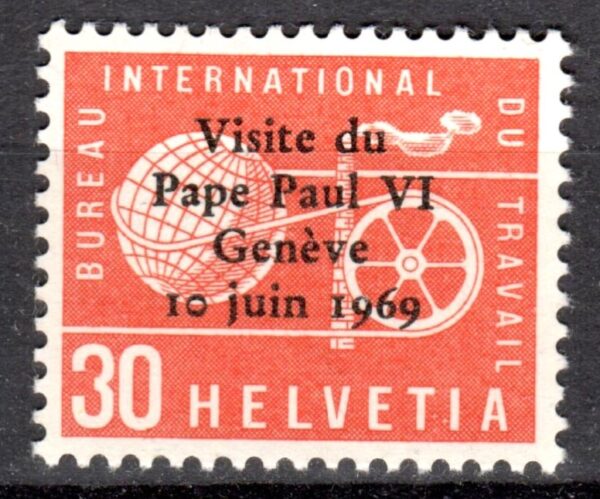 BUREAU
INTERNATIONAL
DU
TRAVAIL
Visite du
Pape Paul VI
Genève
10 juin 1969
30 HELVETIA